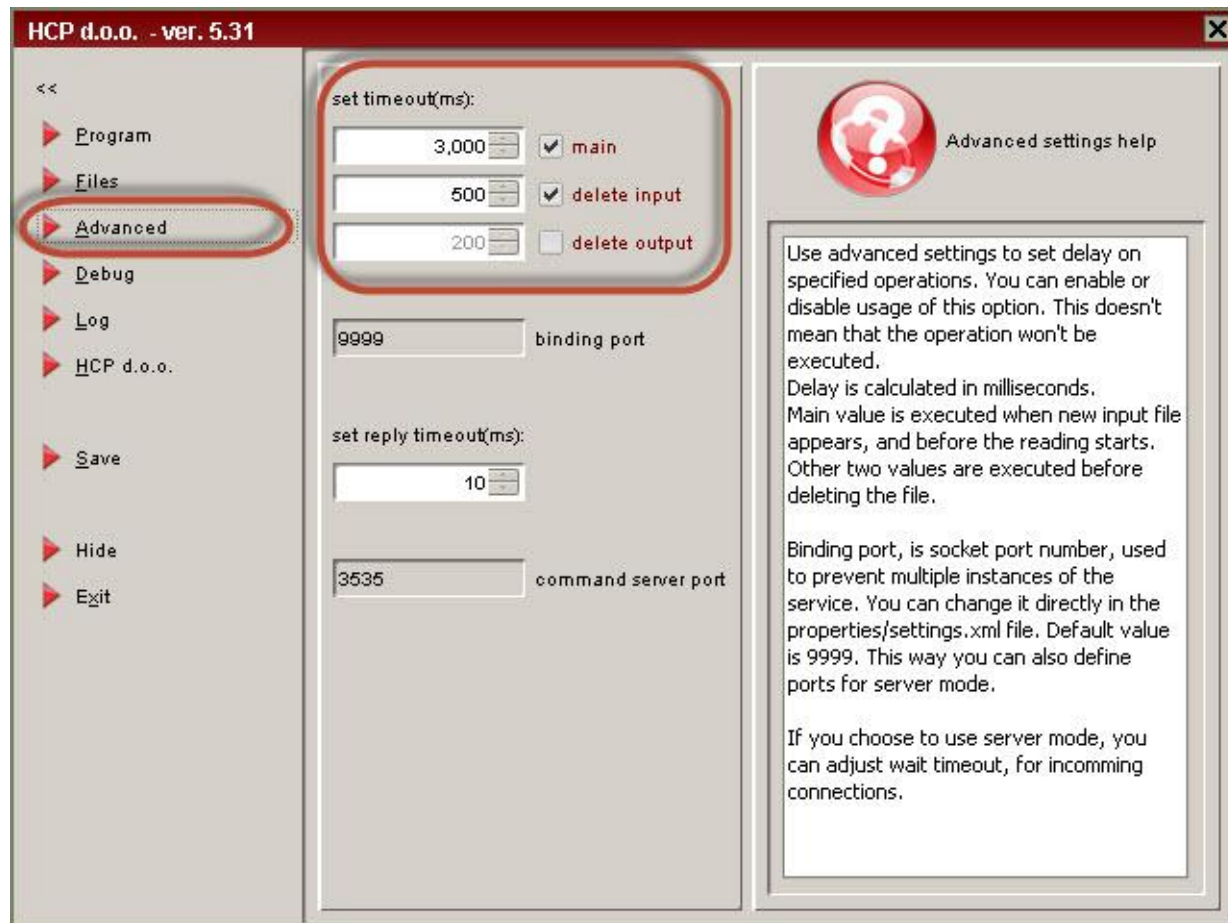 HCP d.o.o. - ver. 5.31
<<
Program
Files
Advanced
Debug
Log
HCP d.o.o.
Save
Hide
Exit
set timeout(ms):
3,000 main
500 delete input
200 delete output
9999 binding port
set reply timeout(ms):
10
3535 command server port
Advanced settings help
Use advanced settings to set delay on
specified operations. You can enable or
disable usage of this option. This doesn't
mean that the operation won't be
executed.
Delay is calculated in milliseconds.
Main value is executed when new input file
appears, and before the reading starts.
Other two values are executed before
deleting the file.
Binding port, is socket port number, used
to prevent multiple instances of the
service. You can change it directly in the
properties/settings.xml file. Default value
is 9999. This way you can also define
ports for server mode.
If you choose to use server mode, you
can adjust wait timeout, for incomming
connections.